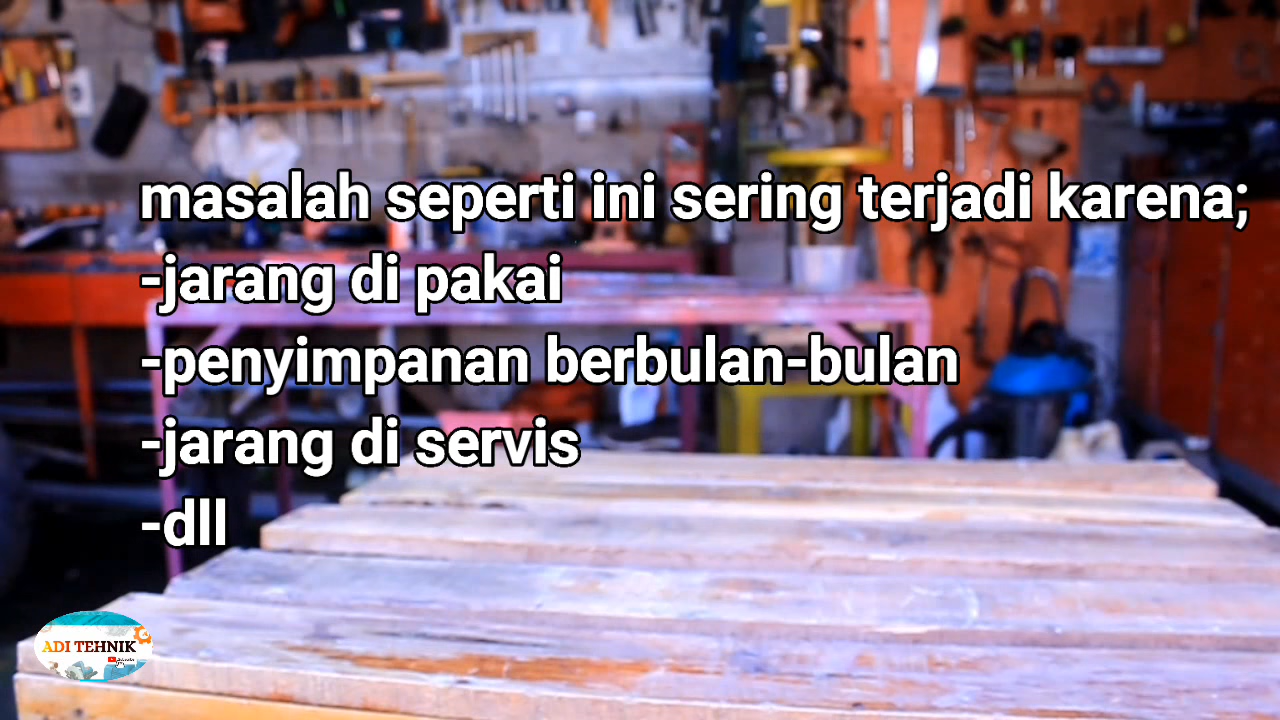 masalah seperti ini sering terjadi karena;
-jarang di pakai
-penyimpanan berbulan-bulan
-jarang di servis
-dll
ADI TEHNIK